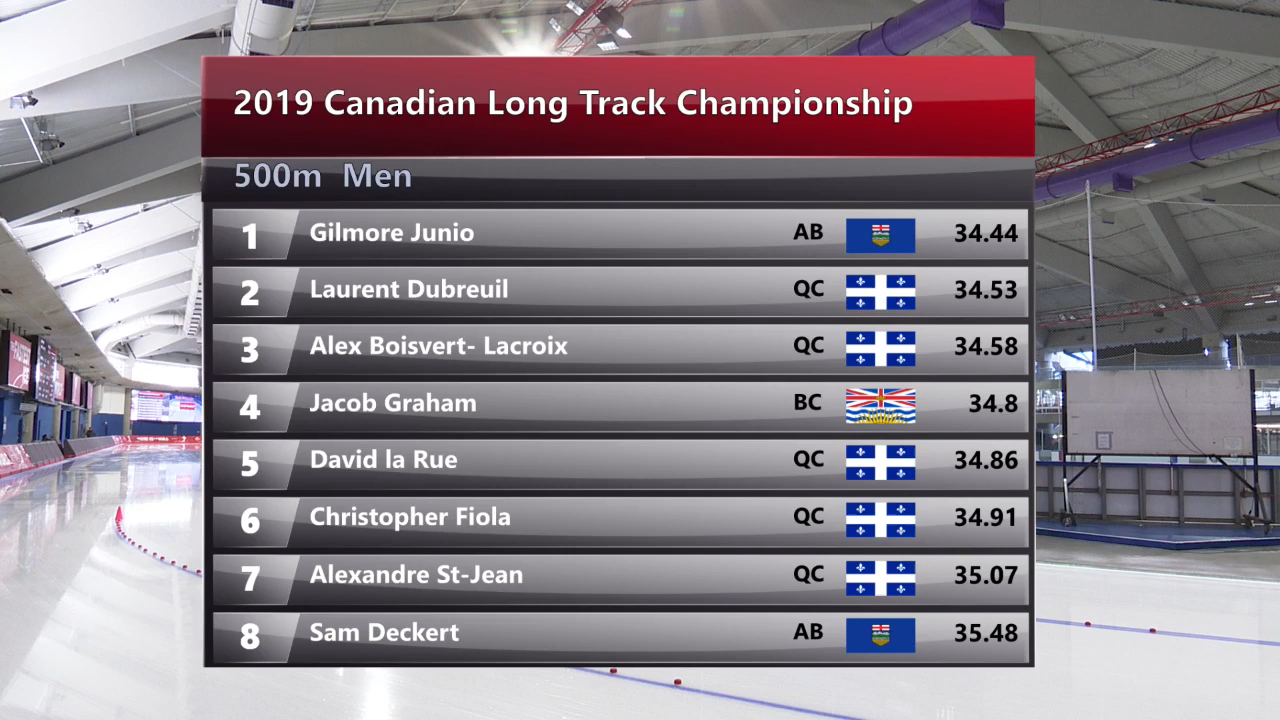 2019 Canadian Long Track Championship
500m Men
1 Gilmore Junio AB 34.44
2 Laurent Dubreuil QC 34.53
3 Alex Boisvert- Lacroix QC 34.58
4 Jacob Graham BC 34.8
5 David la Rue QC 34.86
6 Christopher Fiola QC 34.91
7 Alexandre St-Jean QC 35.07
8 Sam Deckert AB 35.48